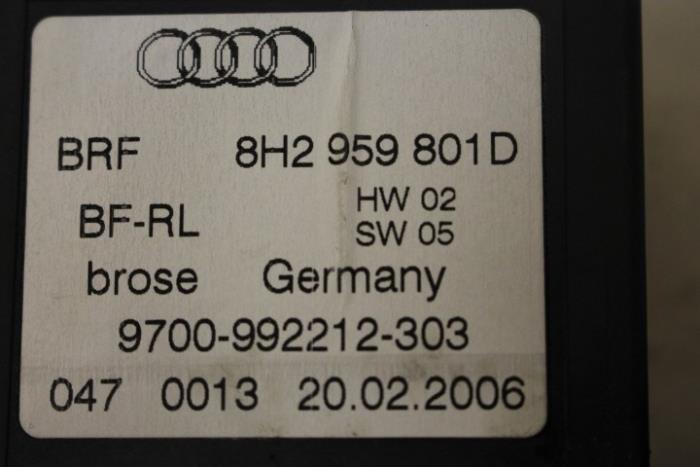 BRF 8H2 959 801D
BF-RL HW 02
SW 05
brose Germany
9700-992212-303
047 0013 20.02.2006